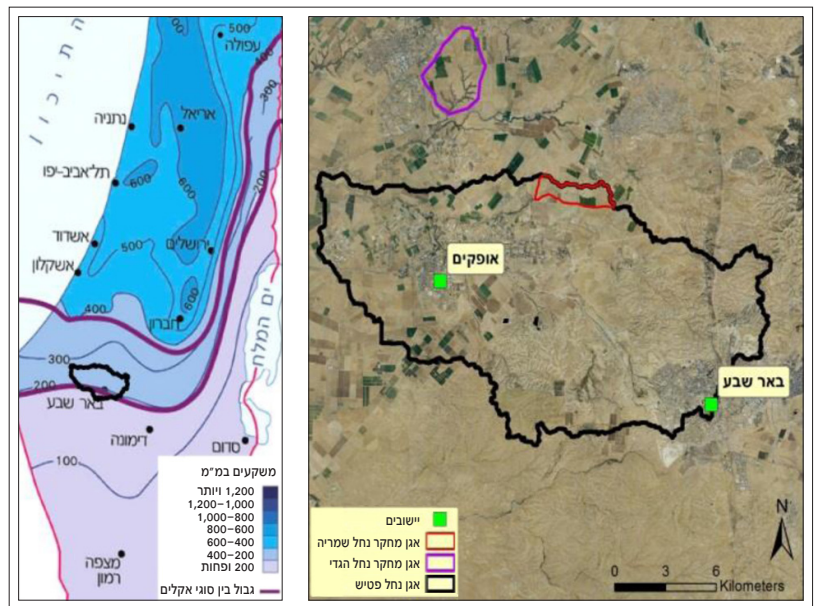 התיכון
500
עפולה
400
300
נתניה
אריאל
200
תל־אביב-יפו
600
600
אשדוד
500
ירושלים
אשקלון
400
600
חברון
ים המלח
300
200
באר שבע
דימונה
סדום
100
מצפה
רמון
משקעים במ"מ
1,200 ויותר
1,200-1,000
1,000-800
800-600
600-400
400-200
200 ופחות
גבול בין סוגי אקלים
אופקים
באר שבע
יישובים
אגן מחקר נחל שמריה
אגן מחקר נחל הגדי
אגן נחל פטיש
N
0 3 6
Kilometers